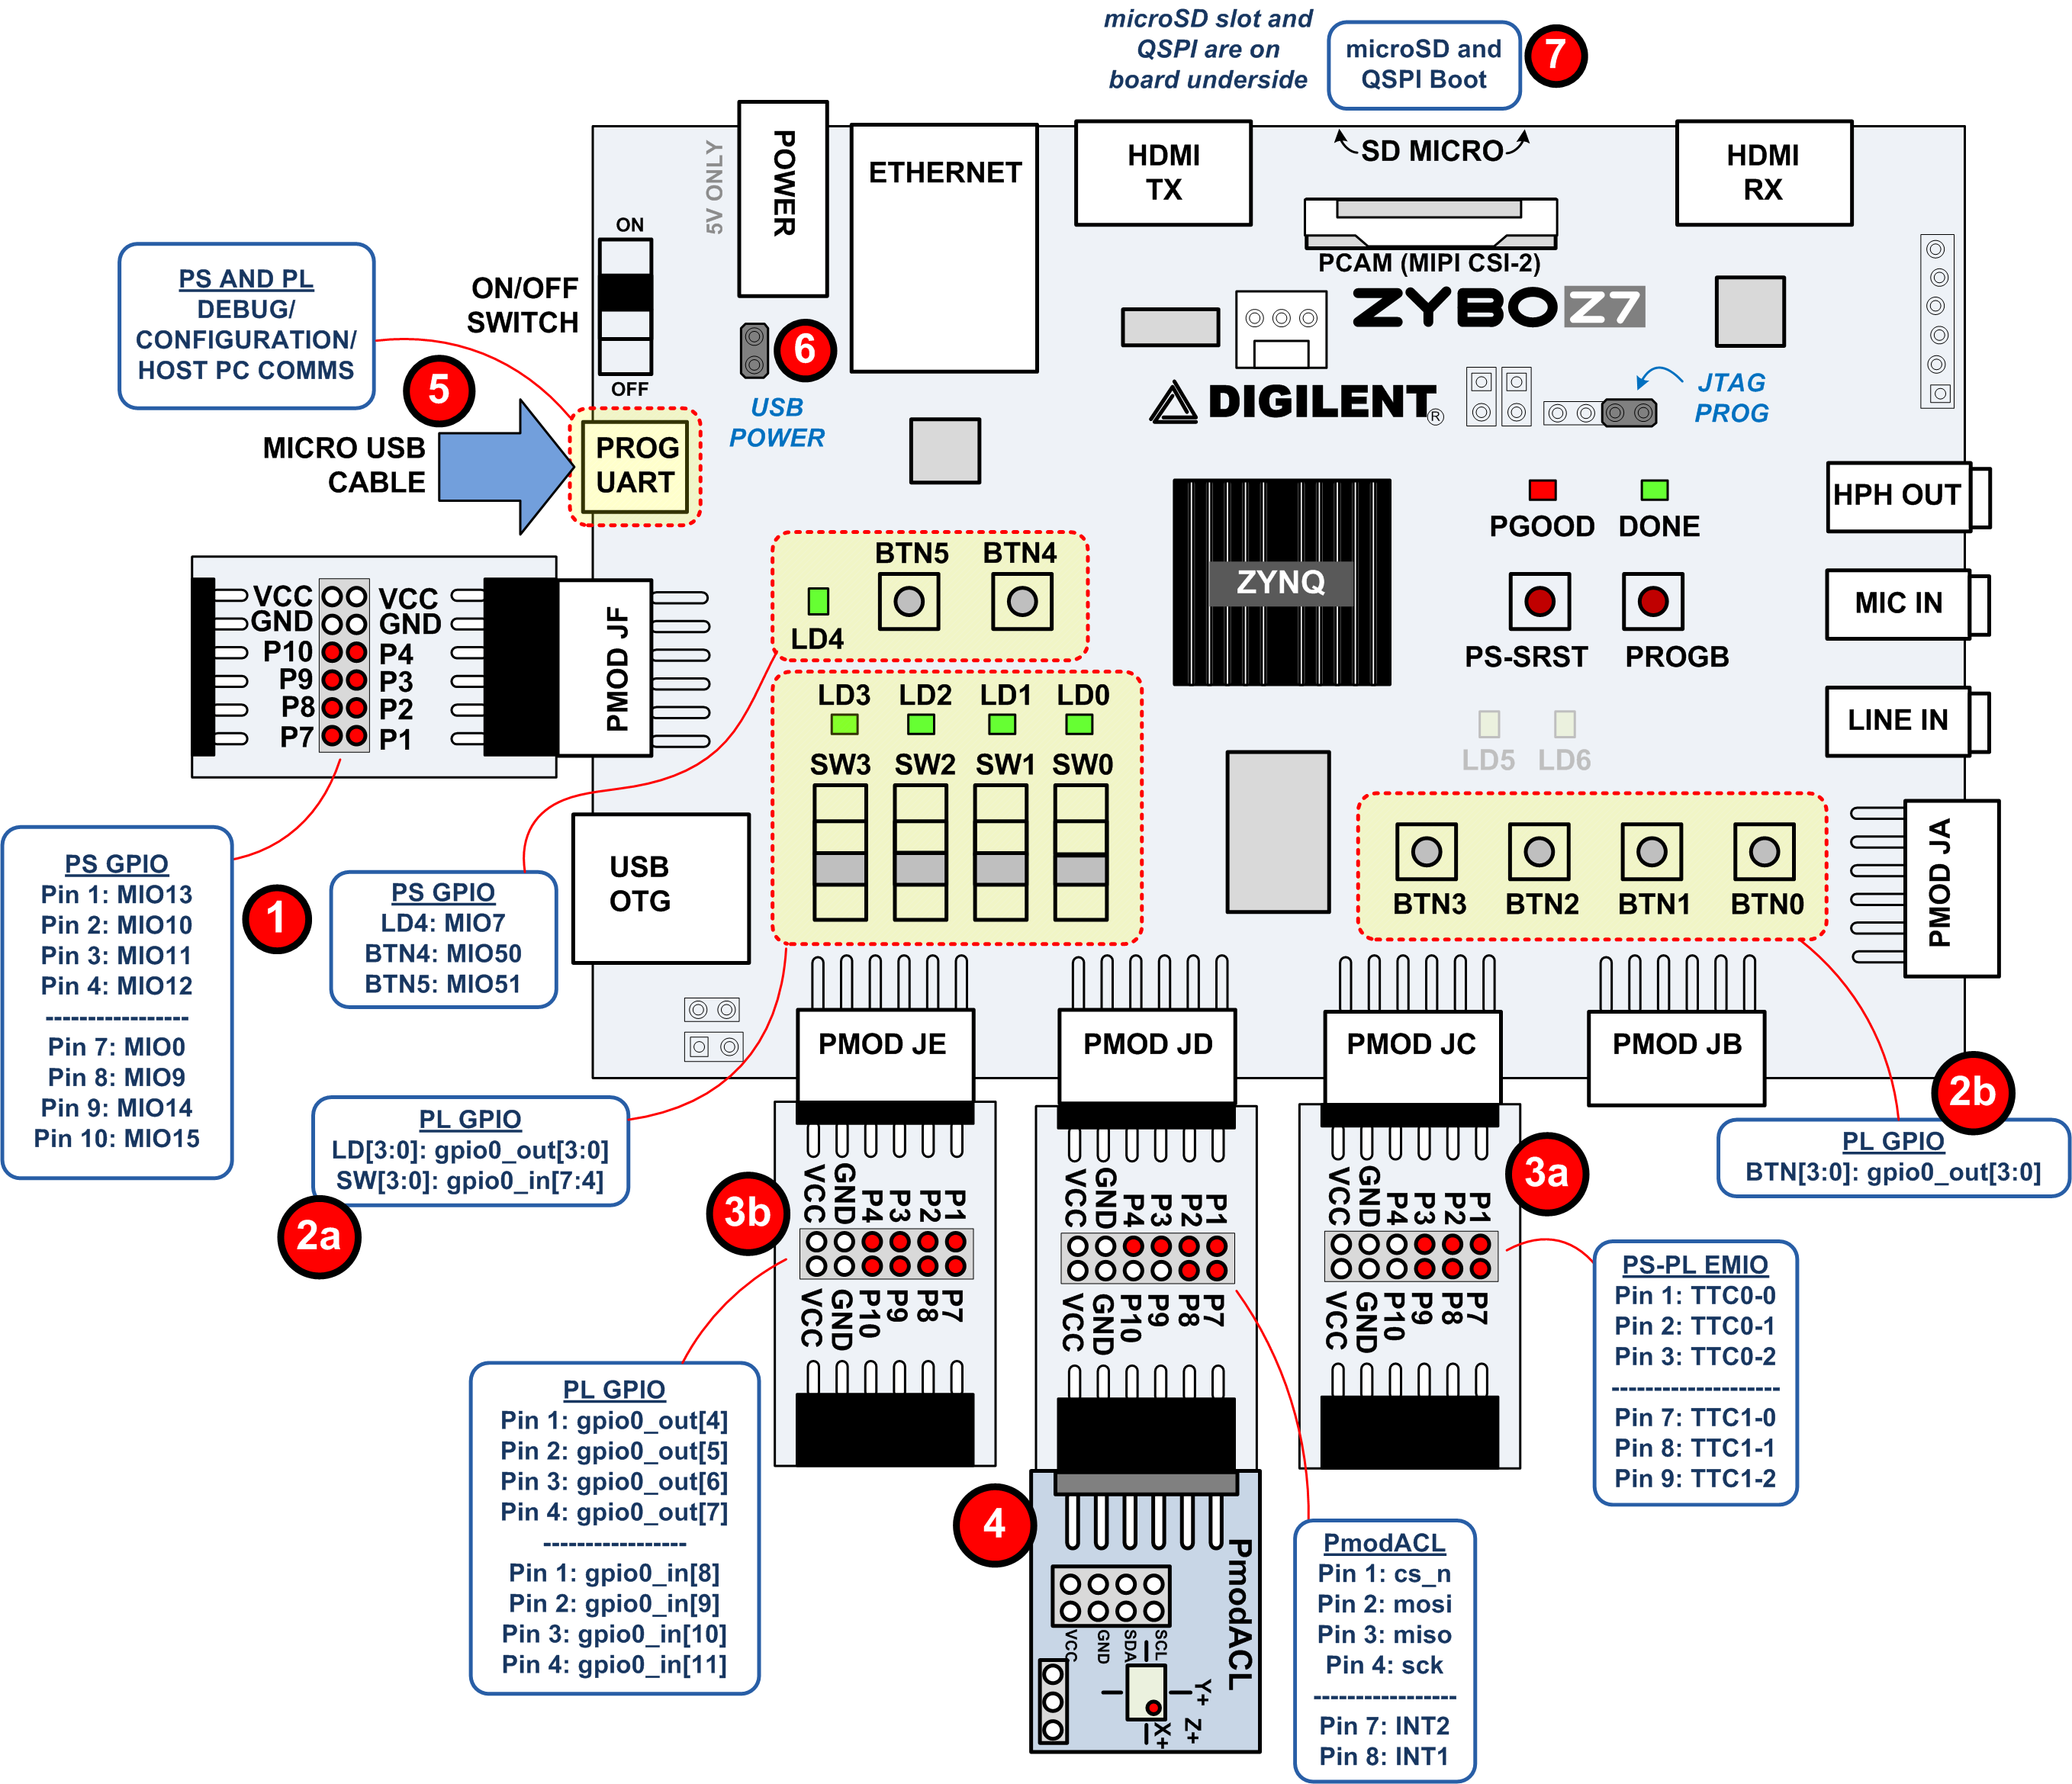 microSD slot and
QSPI are on
board underside
microSD and
QSPI Boot
7
5V ONLY
POWER
ETHERNET
HDMI
TX
SD MICRO
HDMI
RX
PCAM (MIPI CSI-2)
ZYBO Z7
DIGILENT®
JTAG
PROG
ON
ON/OFF
SWITCH
OFF
6
USB
POWER
PS AND PL
DEBUG/
CONFIGURATION/
HOST PC COMMS
5
MICRO USB
CABLE
PROG
UART
PGOOD
DONE
HPH OUT
BTN5
BTN4
LD4
ZYNQ
PS-SRST
PROGB
MIC IN
VCC
VCC
GND
GND
P10
P4
P9
P3
P8
P2
P7
P1
PMOD JF
LD3
LD2
LD1
LD0
SW3
SW2
SW1
SW0
LD5
LD6
LINE IN
USB
OTG
BTN3
BTN2
BTN1
BTN0
PMOD JA
PS GPIO
Pin 1: MIO13
Pin 2: MIO10
Pin 3: MIO11
Pin 4: MIO12
-----------------
Pin 7: MIO0
Pin 8: MIO9
Pin 9: MIO14
Pin 10: MIO15
1
PS GPIO
LD4: MIO7
BTN4: MIO50
BTN5: MIO51
PMOD JE
PMOD JD
PMOD JC
PMOD JB
PL GPIO
LD[3:0]: gpio0_out[3:0]
SW[3:0]: gpio0_in[7:4]
2a
2b
PL GPIO
BTN[3:0]: gpio0_out[3:0]
3b
VCC
GND
P4
P3
P2
P1
VCC
GND
P10
P9
P8
P7
VCC
GND
P4
P3
P2
P1
VCC
GND
P10
P9
P8
P7
3a
VCC
GND
P4
P3
P2
P1
VCC
GND
P10
P9
P8
P7
PS-PL EMIO
Pin 1: TTC0-0
Pin 2: TTC0-1
Pin 3: TTC0-2
--------------------
Pin 7: TTC1-0
Pin 8: TTC1-1
Pin 9: TTC1-2
PL GPIO
Pin 1: gpio0_out[4]
Pin 2: gpio0_out[5]
Pin 3: gpio0_out[6]
Pin 4: gpio0_out[7]
-----------------
Pin 1: gpio0_in[8]
Pin 2: gpio0_in[9]
Pin 3: gpio0_in[10]
Pin 4: gpio0_in[11]
4
PmodACL
VCC
GND
SDA
SCL
Y+
X+
Z+
PmodACL
Pin 1: cs_n
Pin 2: mosi
Pin 3: miso
Pin 4: sck
-----------------
Pin 7: INT2
Pin 8: INT1